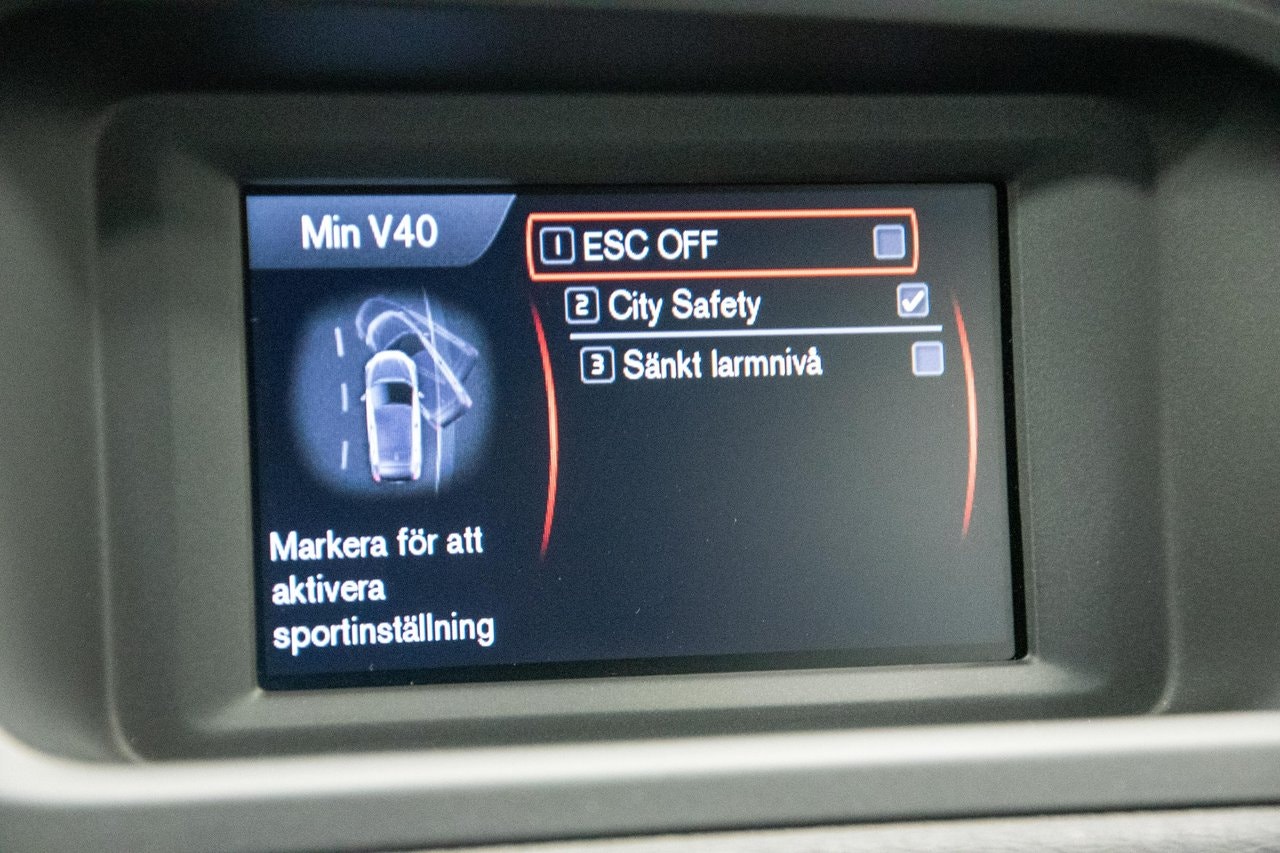 Min V40
1 ESC OFF
2 City Safety
3 Sänkt larmnivå
Markera för att
aktivera
sportinställning